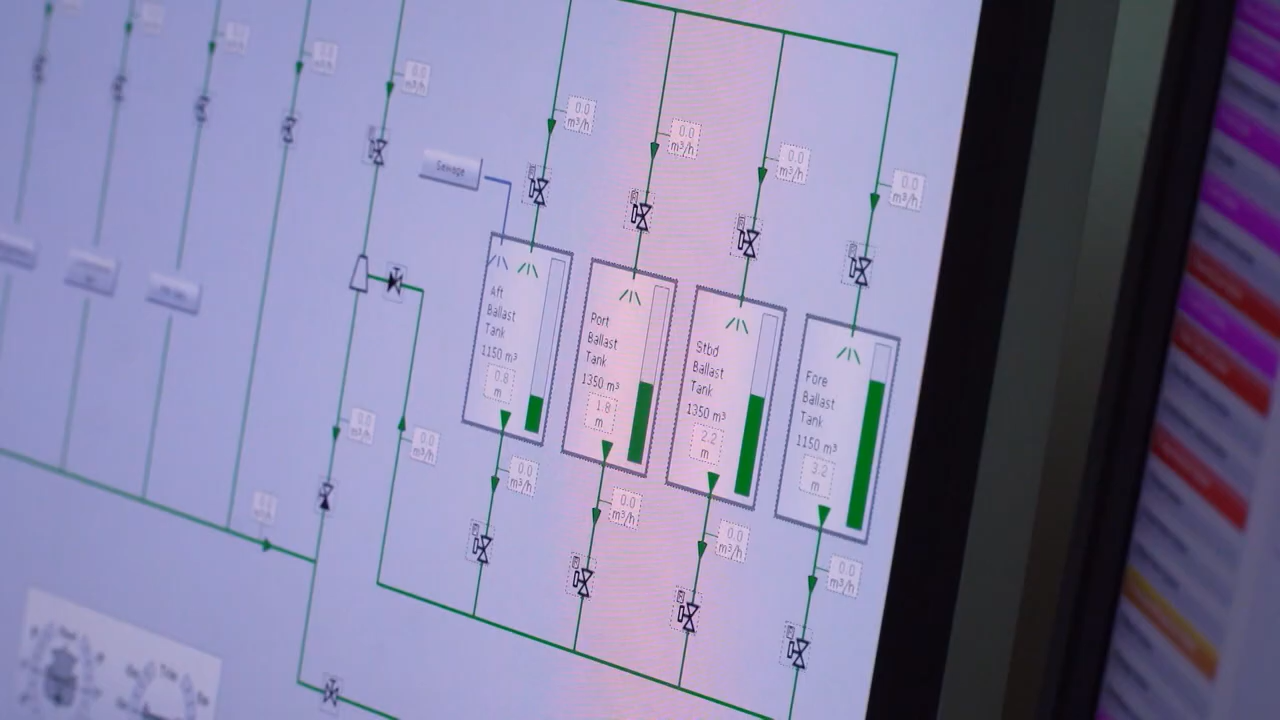 0.0
m³/h
0.0
m³/h
0.0
m³/h
0.0
m³/h
0.0
m³/h
Sewage
Aft
Ballast
Tank
1150 m³
0.8
m
Port
Ballast
Tank
1350 m³
1.8
m
Stbd
Ballast
Tank
1350 m³
2.2
m
Fore
Ballast
Tank
1150 m³
3.2
m
0.0
m³/h
0.0
m³/h
0.0
m³/h
0.0
m³/h
0.0
m³/h
0.0
m³/h